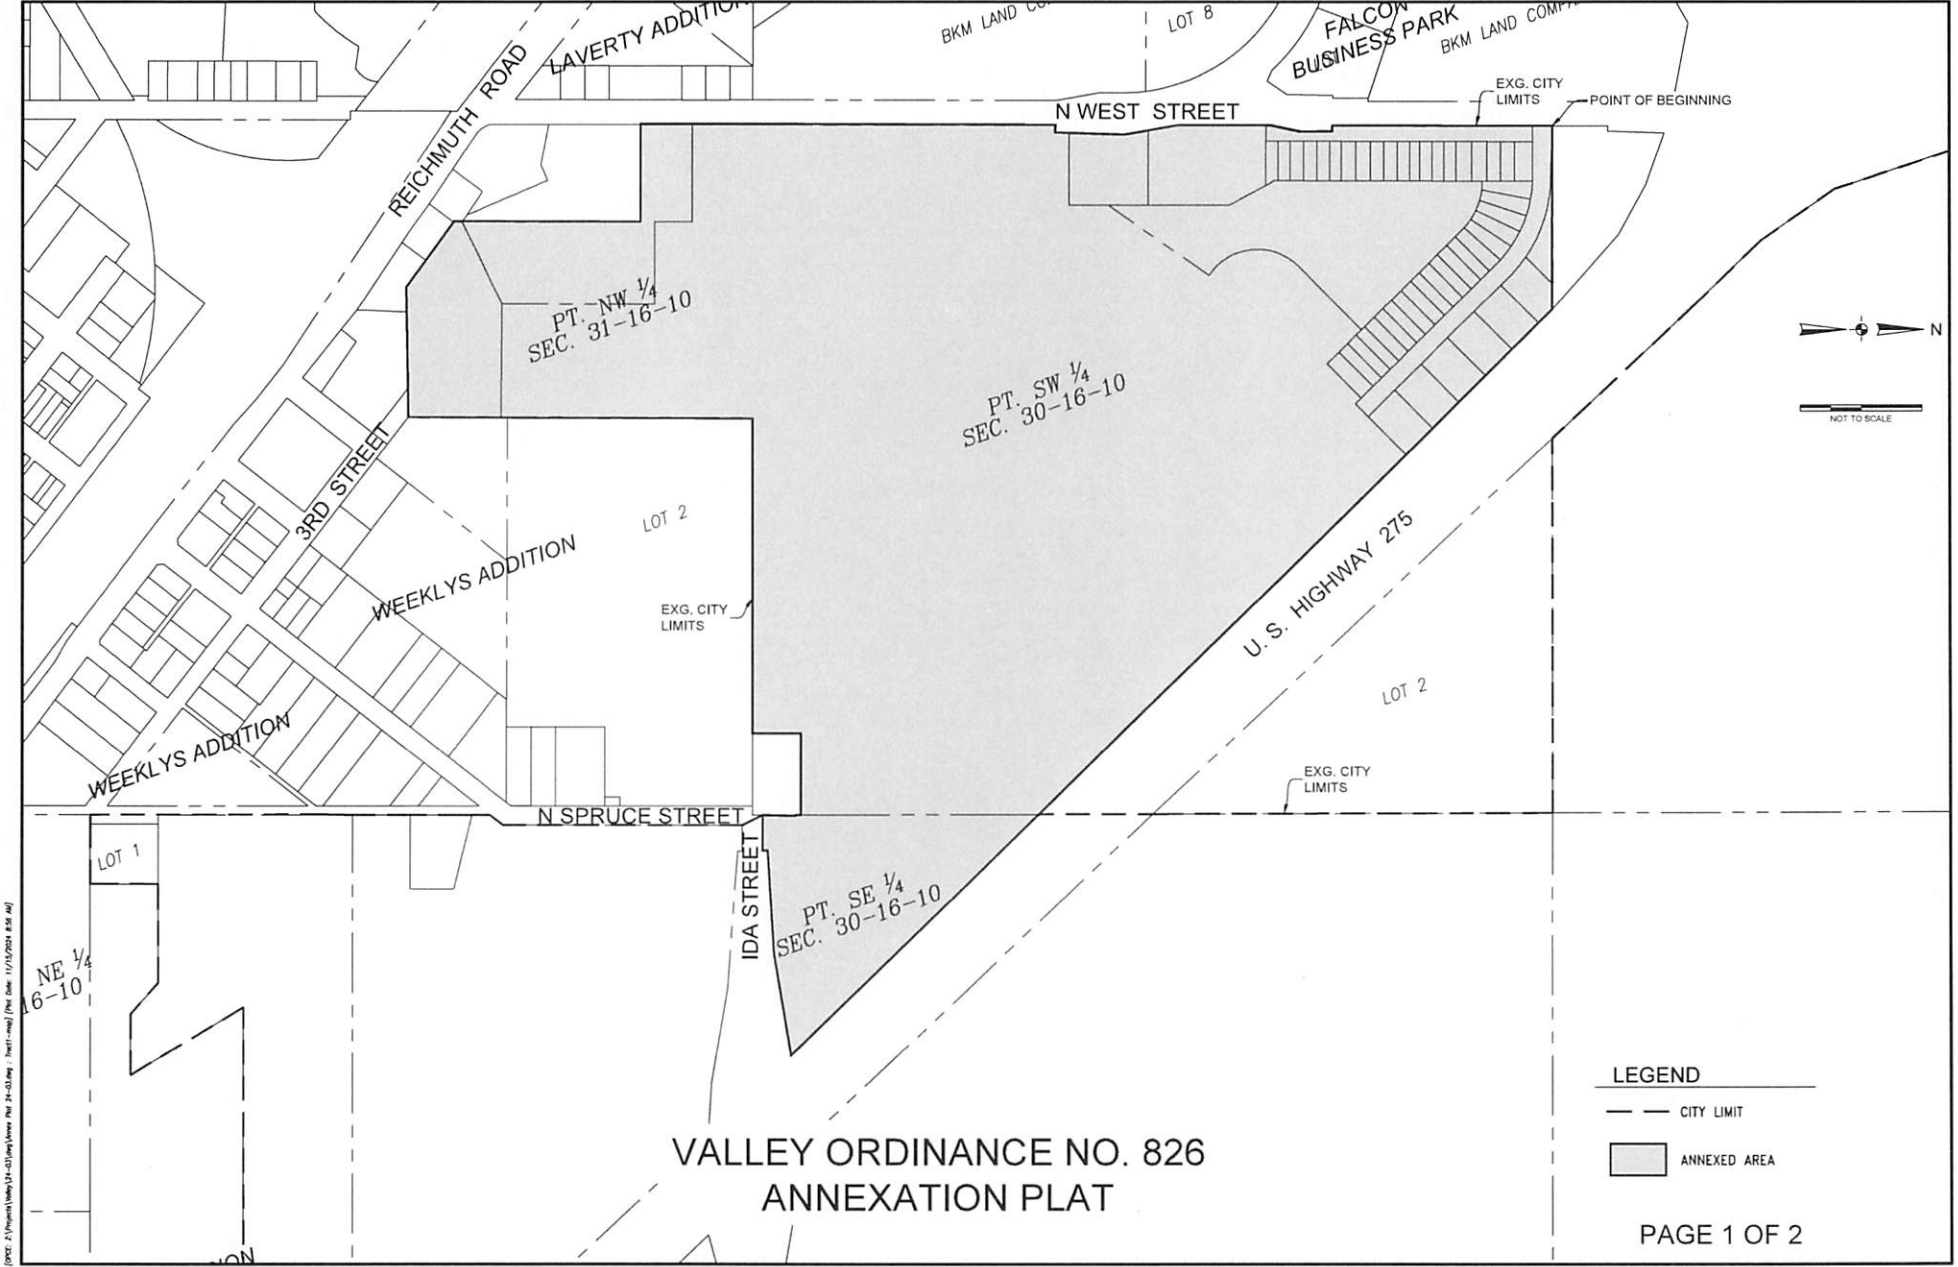 LAVERTY ADDITION
BKM LAND
LOT 8
FALCON
BUSINESS PARK
BKM LAND
REICHMUTH ROAD
N WEST STREET
EXG. CITY
LIMITS
POINT OF BEGINNING
N
NOT TO SCALE
PT. NW ¼
SEC. 31-16-10
PT. SW ¼
SEC. 30-16-10
3RD STREET
LOT 2
WEEKLYS ADDITION
EXG. CITY
LIMITS
U. S. HIGHWAY 275
LOT 2
WEEKLYS ADDITION
EXG. CITY
LIMITS
N SPRUCE STREET
LOT 1
IDA STREET
PT. SE ¼
SEC. 30-16-10
NE ¼
16-10
LEGEND
CITY LIMIT
ANNEXED AREA
VALLEY ORDINANCE NO. 826
ANNEXATION PLAT
PAGE 1 OF 2